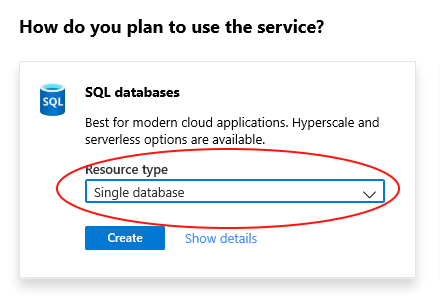 How do you plan to use the service?
SQL
SQL databases
Best for modern cloud applications. Hyperscale and
serverless options are available.
Resource type
Single database
Create
Show details